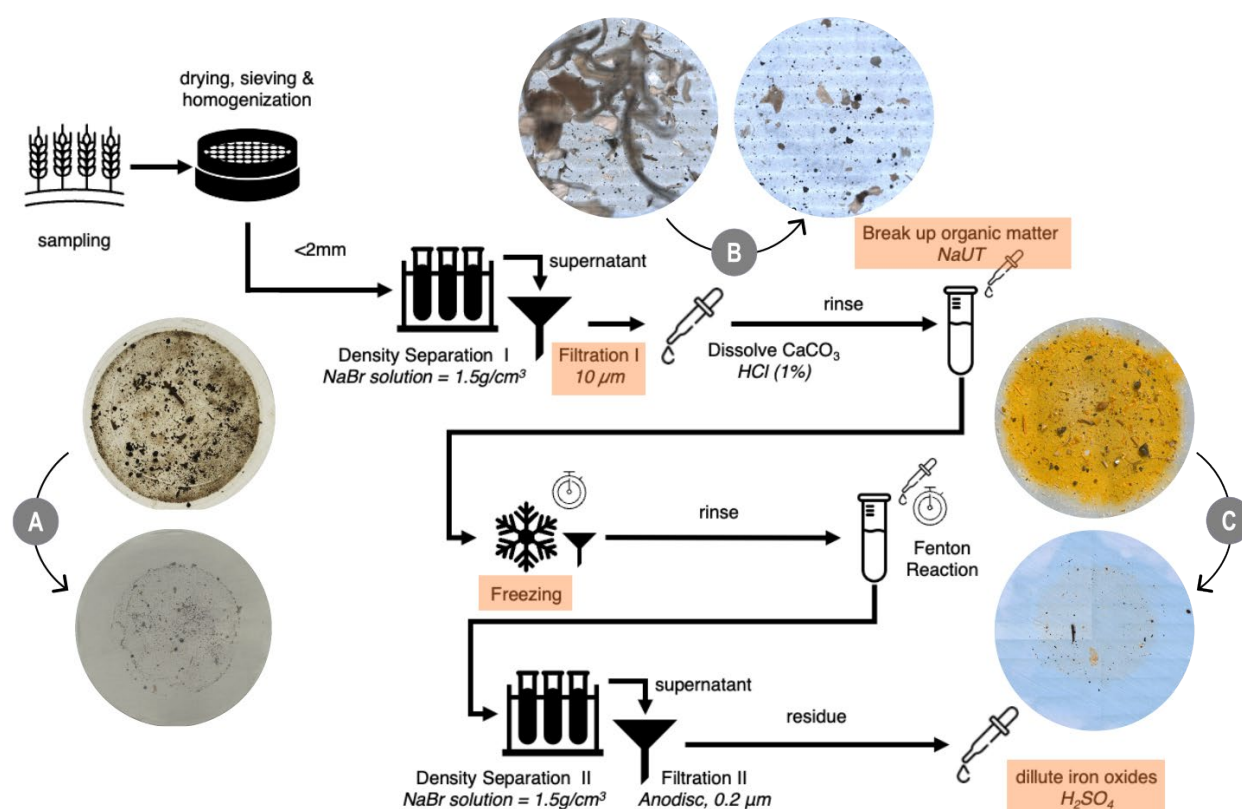 drying, sieving &
homogenization
sampling
<2mm
supernatant
B
Break up organic matter
NaUT
rinse
Density Separation I
NaBr solution = 1.5g/cm³
Filtration I
10 µm
Dissolve CaCO₃
HCl (1%)
A
C
rinse
Freezing
Fenton
Reaction
supernatant
residue
Density Separation II
NaBr solution = 1.5g/cm³
Filtration II
Anodisc, 0.2 µm
dillute iron oxides
H₂SO₄